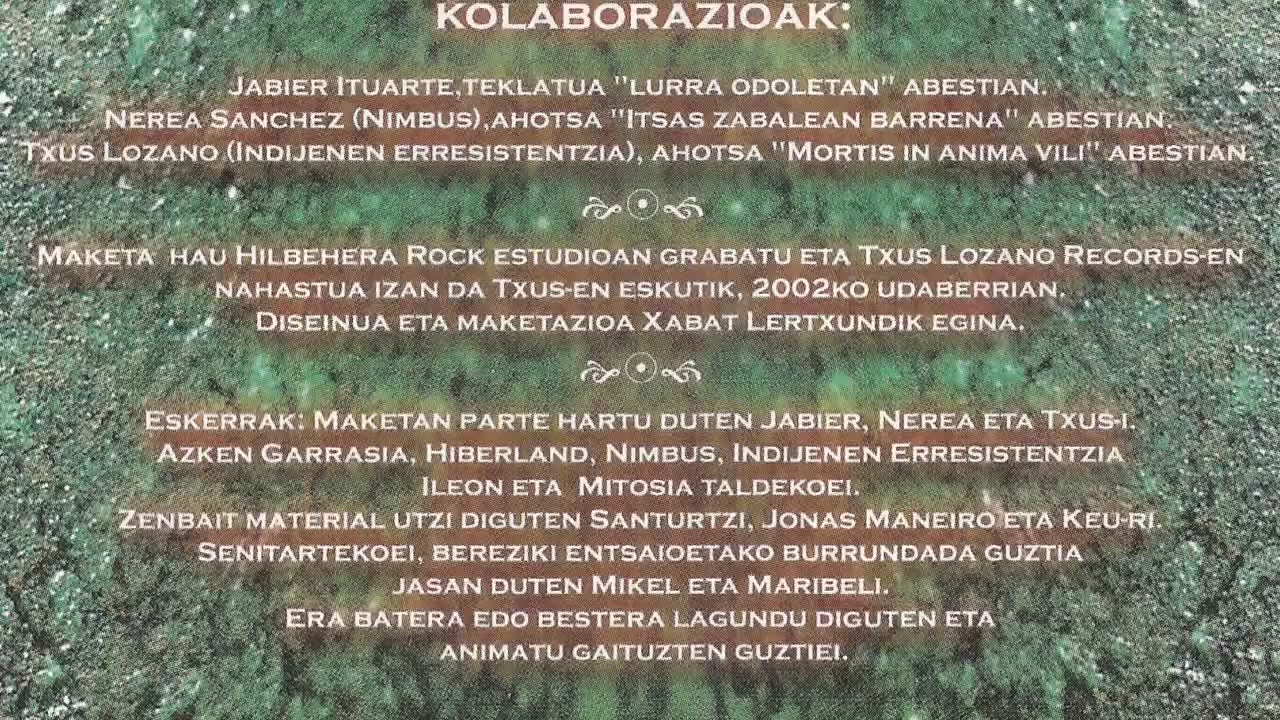 KOLABORAZIOAK:
JABIER ITUARTE,TEKLATUA "LURRA ODOLETAN" ABESTIAN.
NEREA SANCHEZ (NIMBUS),AHOTSA "ITSAS ZABALEAN BARRENA" ABESTIAN.
TXUS LOZANO (INDIJENEN ERRESISTENTZIA), AHOTSA "MORTIS IN ANIMA VILI" ABESTIAN.
MAKETA HAU HILBEHERA ROCK ESTUDIOAN GRABATU ETA TXUS LOZANO RECORDS-EN
NAHASTUA IZAN DA TXUS-EN ESKUTIK, 2002KO UDABERRIAN.
DISEINUA ETA MAKETAZIOA XABAT LERTXUNDIK EGINA.
ESKERRAK: MAKETAN PARTE HARTU DUTEN JABIER, NEREA ETA TXUS-I.
AZKEN GARRASIA, HIBERLAND, NIMBUS, INDIJENEN ERRESISTENTZIA
ILEON ETA MITOSIA TALDEKOEI.
ZENBAIT MATERIAL UTZI DIGUTEN SANTURTZI, JONAS MANEIRO ETA KEU-RI.
SENITARTEKOEI, BEREZIKI ENTSAIOETAKO BURRUNDADA GUZTIA
JASAN DUTEN MIKEL ETA MARIBELI.
ERA BATERA EDO BESTERA LAGUNDU DIGUTEN ETA
ANIMATU GAITUZTEN GUZTIEI.